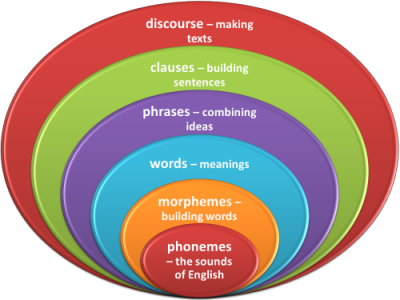 discourse – making
texts
clauses – building
sentences
phrases – combining
ideas
words – meanings
morphemes –
building words
phonemes
– the sounds
of English